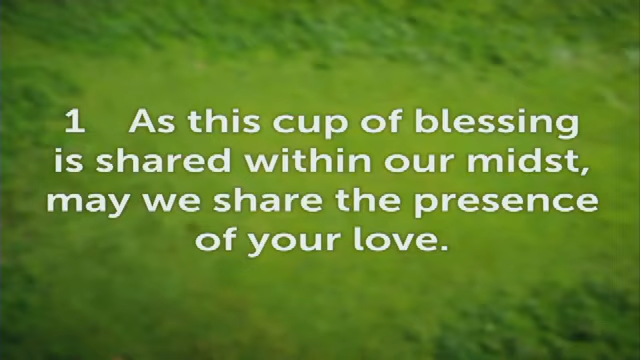 1 As this cup of blessing
is shared within our midst,
may we share the presence
of your love.